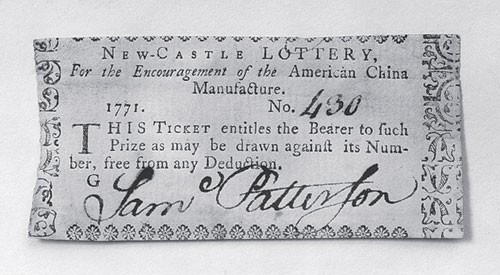 NEW-CASTLE LOTTERY,
For the Encouragement of the American China
Manufacture.
1771. No. 430
THIS TICKET entitles the Bearer to ſuch
Prize as may be drawn againſt its Num-
ber, free from any Deduction.
G
Sam Patterſon